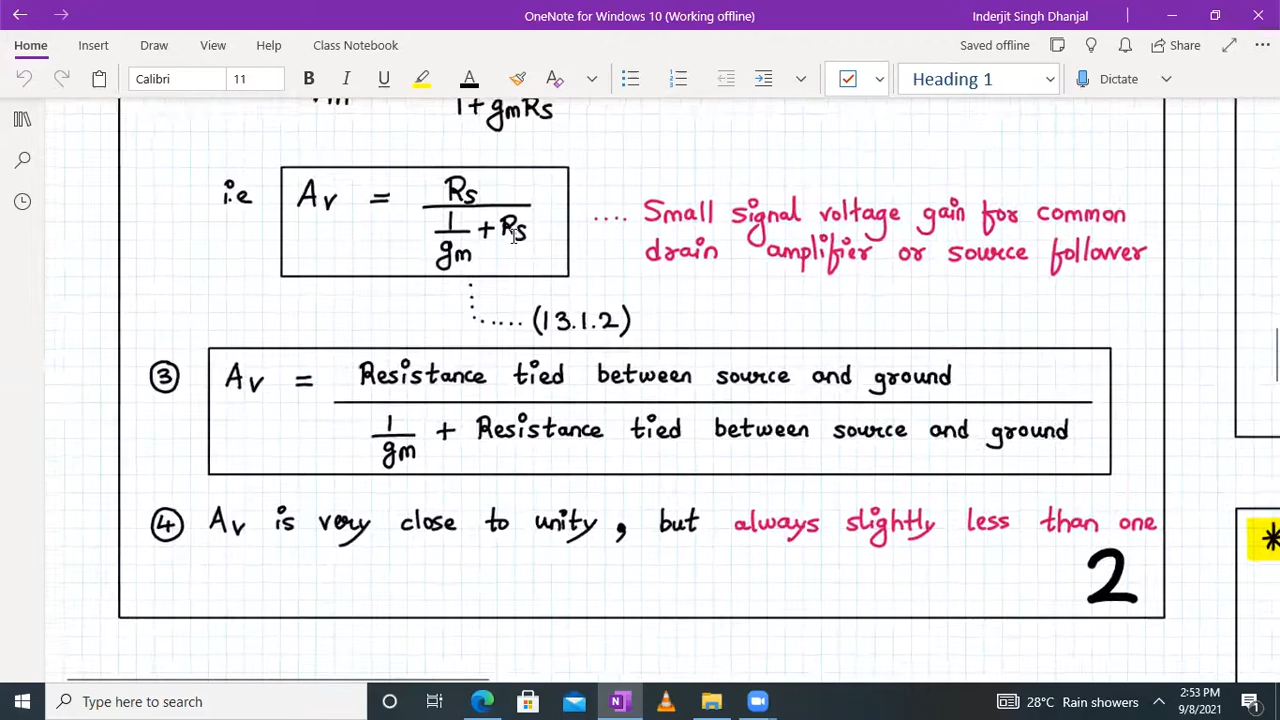 OneNote for Windows 10 (Working offline)
Inderjit Singh Dhanjal
Home Insert Draw View Help Class Notebook
Saved offline
Share
Calibri 11 B I U A Heading 1 Dictate
1+gmRs
i.e Av = Rs / (1/gm + Rs) .... Small signal voltage gain for common
drain amplifier or source follower
...... (13.1.2)
③ Av = Resistance tied between source and ground
1/gm + Resistance tied between source and ground
④ Av is very close to unity, but always slightly less than one
2
*
Type here to search
28°C Rain showers
2:53 PM
9/8/2021
1